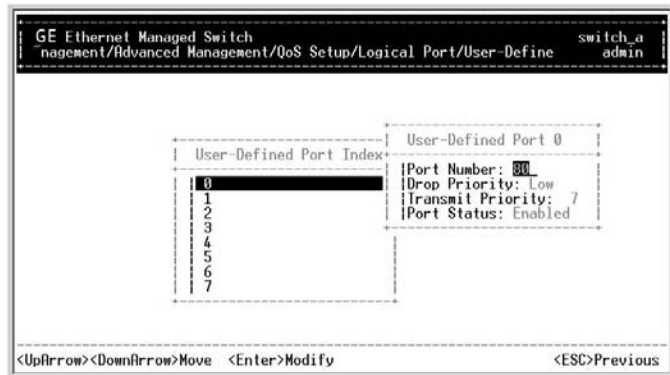 GE Ethernet Managed Switch switch_a
~nagement/Advanced Management/QoS Setup/Logical Port/User-Define admin
User-Defined Port Index
0
1
2
3
4
5
6
7
User-Defined Port 0
Port Number: 80_
Drop Priority: Low
Transmit Priority: 7
Port Status: Enabled
<UpArrow><DownArrow>Move <Enter>Modify <ESC>Previous